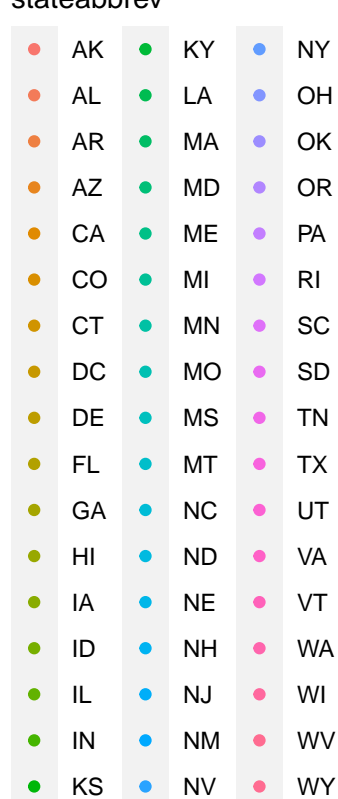 stateabbrev
AK KY NY
AL LA OH
AR MA OK
AZ MD OR
CA ME PA
CO MI RI
CT MN SC
DC MO SD
DE MS TN
FL MT TX
GA NC UT
HI ND VA
IA NE VT
ID NH WA
IL NJ WI
IN NM WV
KS NV WY